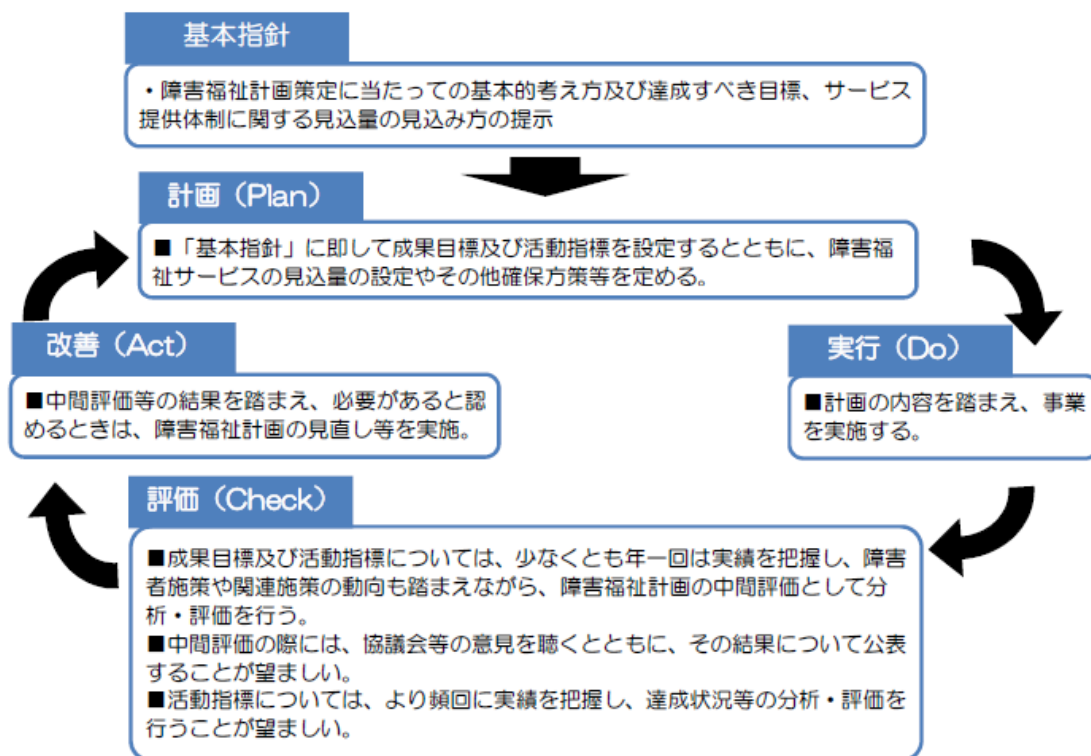 基本指針
・障害福祉計画策定に当たっての基本的考え方及び達成すべき目標、サービス
提供体制に関する見込量の見込み方の提示
計画（Plan）
■「基本指針」に即して成果目標及び活動指標を設定するとともに、障害福
祉サービスの見込量の設定やその他確保方策等を定める。
改善（Act）
■中間評価等の結果を踏まえ、必要があると認
めるときは、障害福祉計画の見直し等を実施。
実行（Do）
■計画の内容を踏まえ、事業
を実施する。
評価（Check）
■成果目標及び活動指標については、少なくとも年一回は実績を把握し、障害
者施策や関連施策の動向も踏まえながら、障害福祉計画の中間評価として分
析・評価を行う。
■中間評価の際には、協議会等の意見を聴くとともに、その結果について公表
することが望ましい。
■活動指標については、より頻回に実績を把握し、達成状況等の分析・評価を
行うことが望ましい。